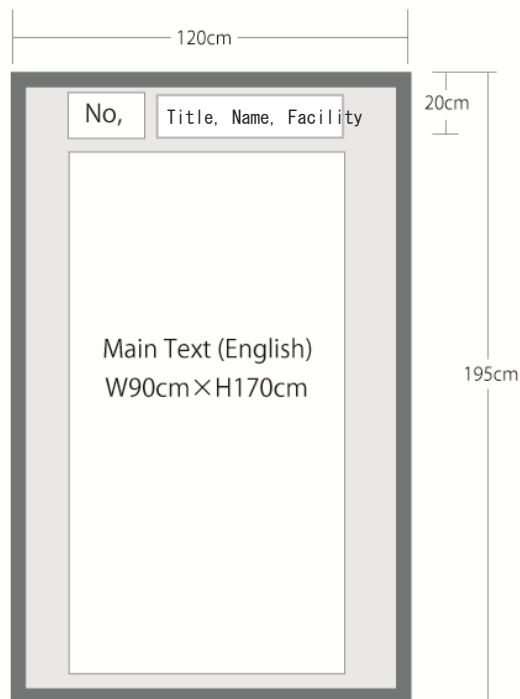 120cm
No,
Title, Name, Facility
20cm
Main Text (English)
W90cm×H170cm
195cm